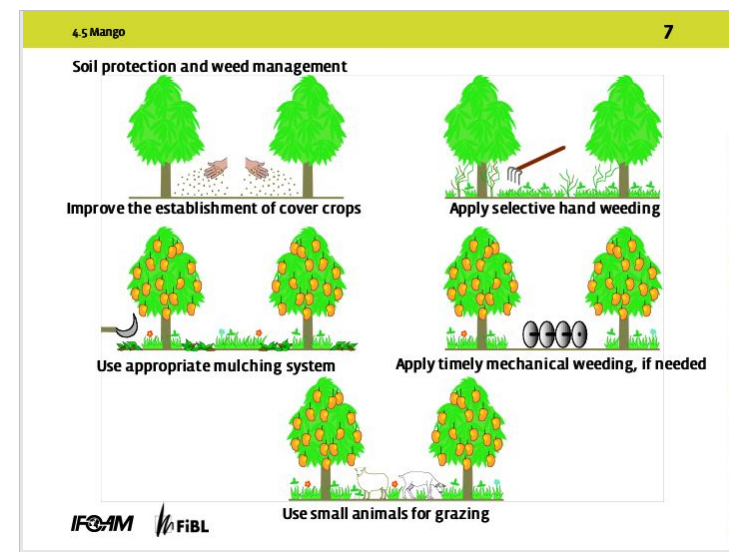 4.5 Mango
7
Soil protection and weed management
Improve the establishment of cover crops
Apply selective hand weeding
Use appropriate mulching system
Apply timely mechanical weeding, if needed
Use small animals for grazing
IFOAM
FiBL